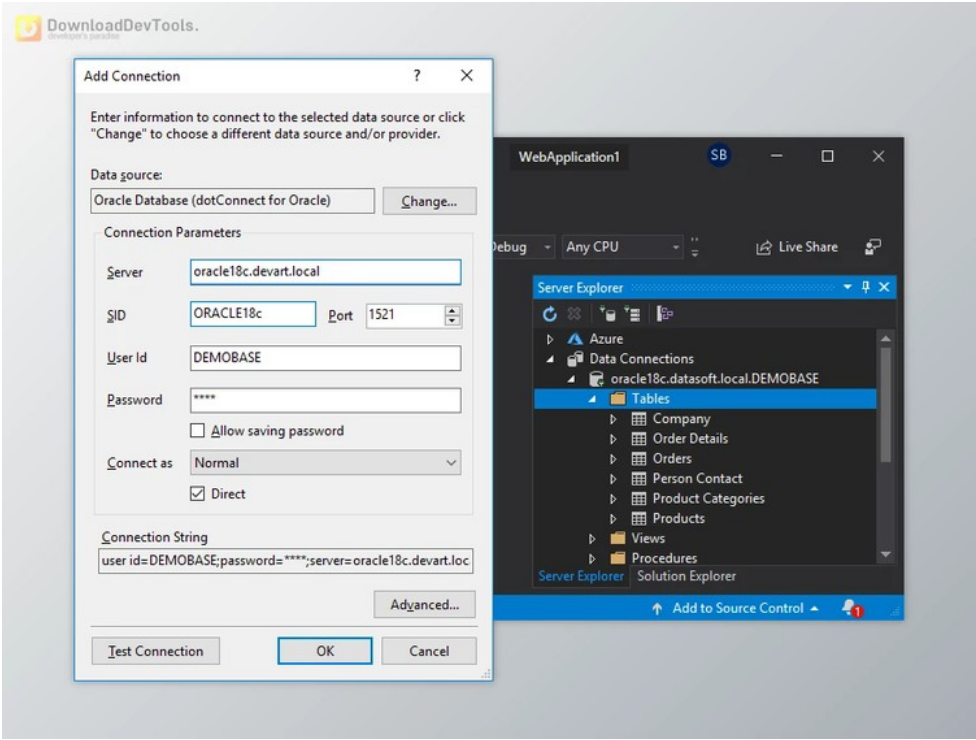 DownloadDevTools.
developer's paradise
Add Connection
?
Enter information to connect to the selected data source or click
"Change" to choose a different data source and/or provider.
Data source:
Oracle Database (dotConnect for Oracle)
Change...
Connection Parameters
Server
oracle18c.devart.local
SID
ORACLE18c
Port
1521
User Id
DEMOBASE
Password
****
Allow saving password
Connect as
Normal
Direct
Connection String
user id=DEMOBASE;password=****;server=oracle18c.devart.loc
Advanced...
Test Connection
OK
Cancel
WebApplication1
SB
Debug
Any CPU
Live Share
Server Explorer
Azure
Data Connections
oracle18c.datasoft.local.DEMOBASE
Tables
Company
Order Details
Orders
Person Contact
Product Categories
Products
Views
Procedures
Server Explorer
Solution Explorer
Add to Source Control
1